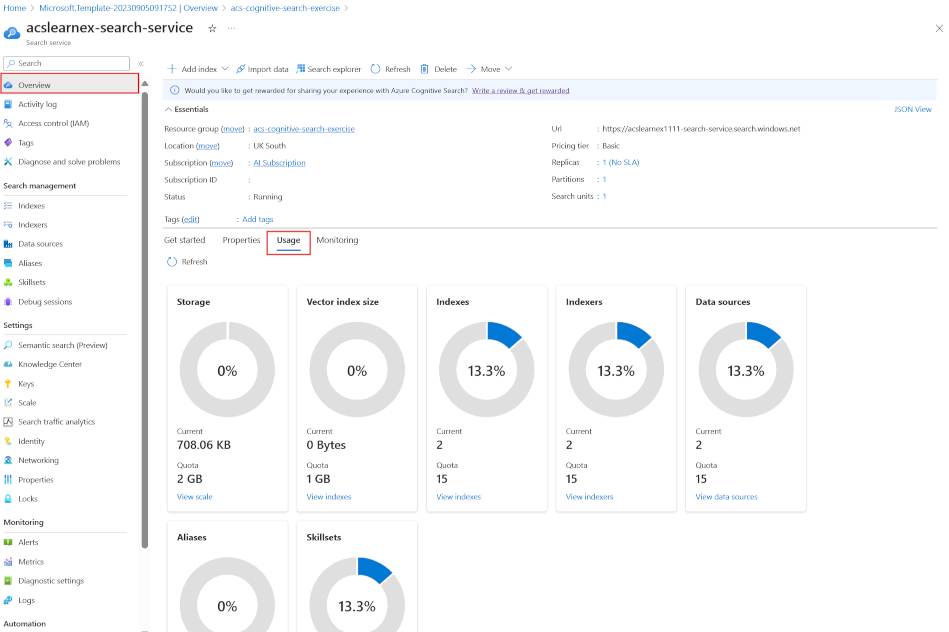 Home > Microsoft.Template-20230905091752 | Overview > acs-cognitive-search-exercise >
acslearnex-search-service ☆ ···
Search service
Search «
Overview
Activity log
Access control (IAM)
Tags
Diagnose and solve problems
Search management
Indexes
Indexers
Data sources
Aliases
Skillsets
Debug sessions
Settings
Semantic search (Preview)
Knowledge Center
Keys
Scale
Search traffic analytics
Identity
Networking
Properties
Locks
Monitoring
Alerts
Metrics
Diagnostic settings
Logs
Automation
Add index Import data Search explorer Refresh Delete Move
Would you like to get rewarded for sharing your experience with Azure Cognitive Search? Write a review & get rewarded
Essentials JSON View
Resource group (move) : acs-cognitive-search-exercise
Location (move) : UK South
Subscription (move) : AI Subscription
Subscription ID :
Status : Running
Url : https://acslearnex1111-search-service.search.windows.net
Pricing tier : Basic
Replicas : 1 (No SLA)
Partitions : 1
Search units : 1
Tags (edit) : Add tags
Get started Properties Usage Monitoring
Refresh
Storage
0%
Current
708.06 KB
Quota
2 GB
View scale
Vector index size
0%
Current
0 Bytes
Quota
1 GB
View indexes
Indexes
13.3%
Current
2
Quota
15
View indexes
Indexers
13.3%
Current
2
Quota
15
View indexers
Data sources
13.3%
Current
2
Quota
15
View data sources
Aliases
0%
Skillsets
13.3%